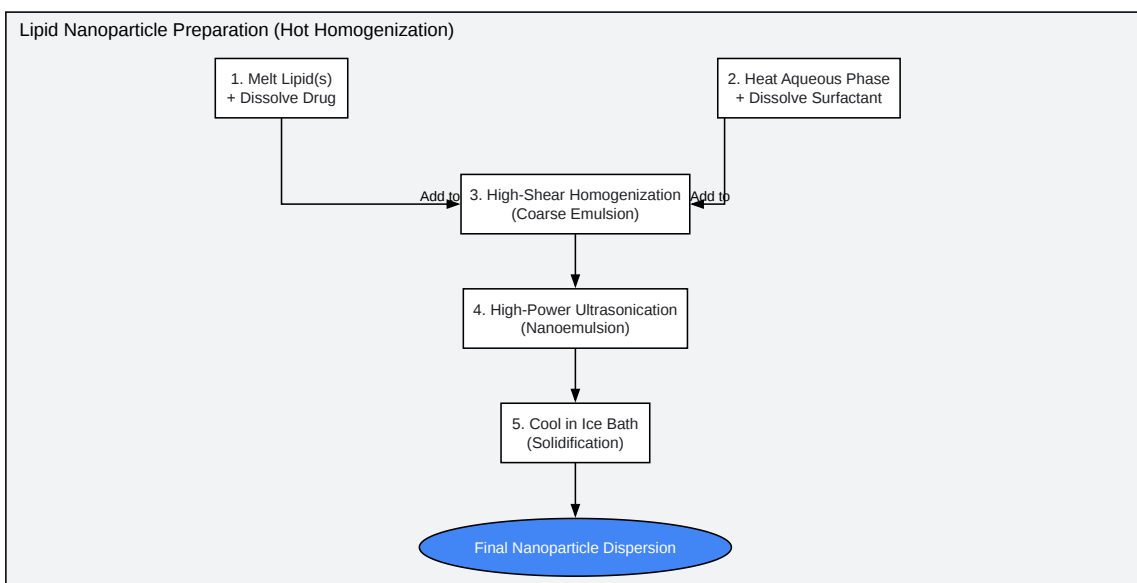 Lipid Nanoparticle Preparation (Hot Homogenization)
1. Melt Lipid(s)
+ Dissolve Drug
2. Heat Aqueous Phase
+ Dissolve Surfactant
Add to
3. High-Shear Homogenization
(Coarse Emulsion)
Add to
4. High-Power Ultrasonication
(Nanoemulsion)
5. Cool in Ice Bath
(Solidification)
Final Nanoparticle Dispersion